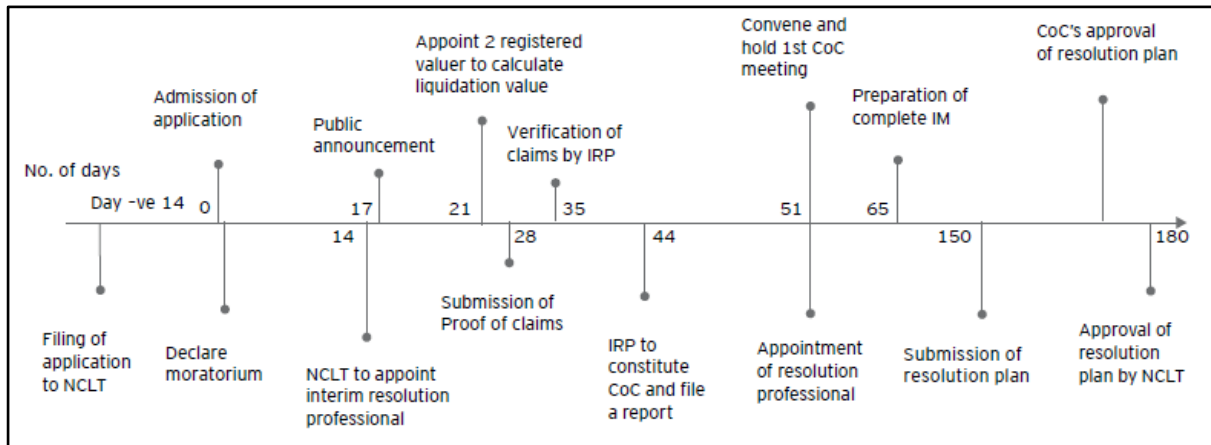 Admission of
application
Public
announcement
Appoint 2 registered
valuer to calculate
liquidation value
Verification of
claims by IRP
Convene and
hold 1st CoC
meeting
Preparation of
complete IM
CoC's approval
of resolution plan
No. of days
Day -ve 14
0
17
21
35
51
65
14
28
44
150
180
Filing of
application
to NCLT
Declare
moratorium
NCLT to appoint
interim resolution
professional
Submission of
Proof of claims
IRP to
constitute
CoC and file
a report
Appointment
of resolution
professional
Submission of
resolution plan
Approval of
resolution
plan by NCLT